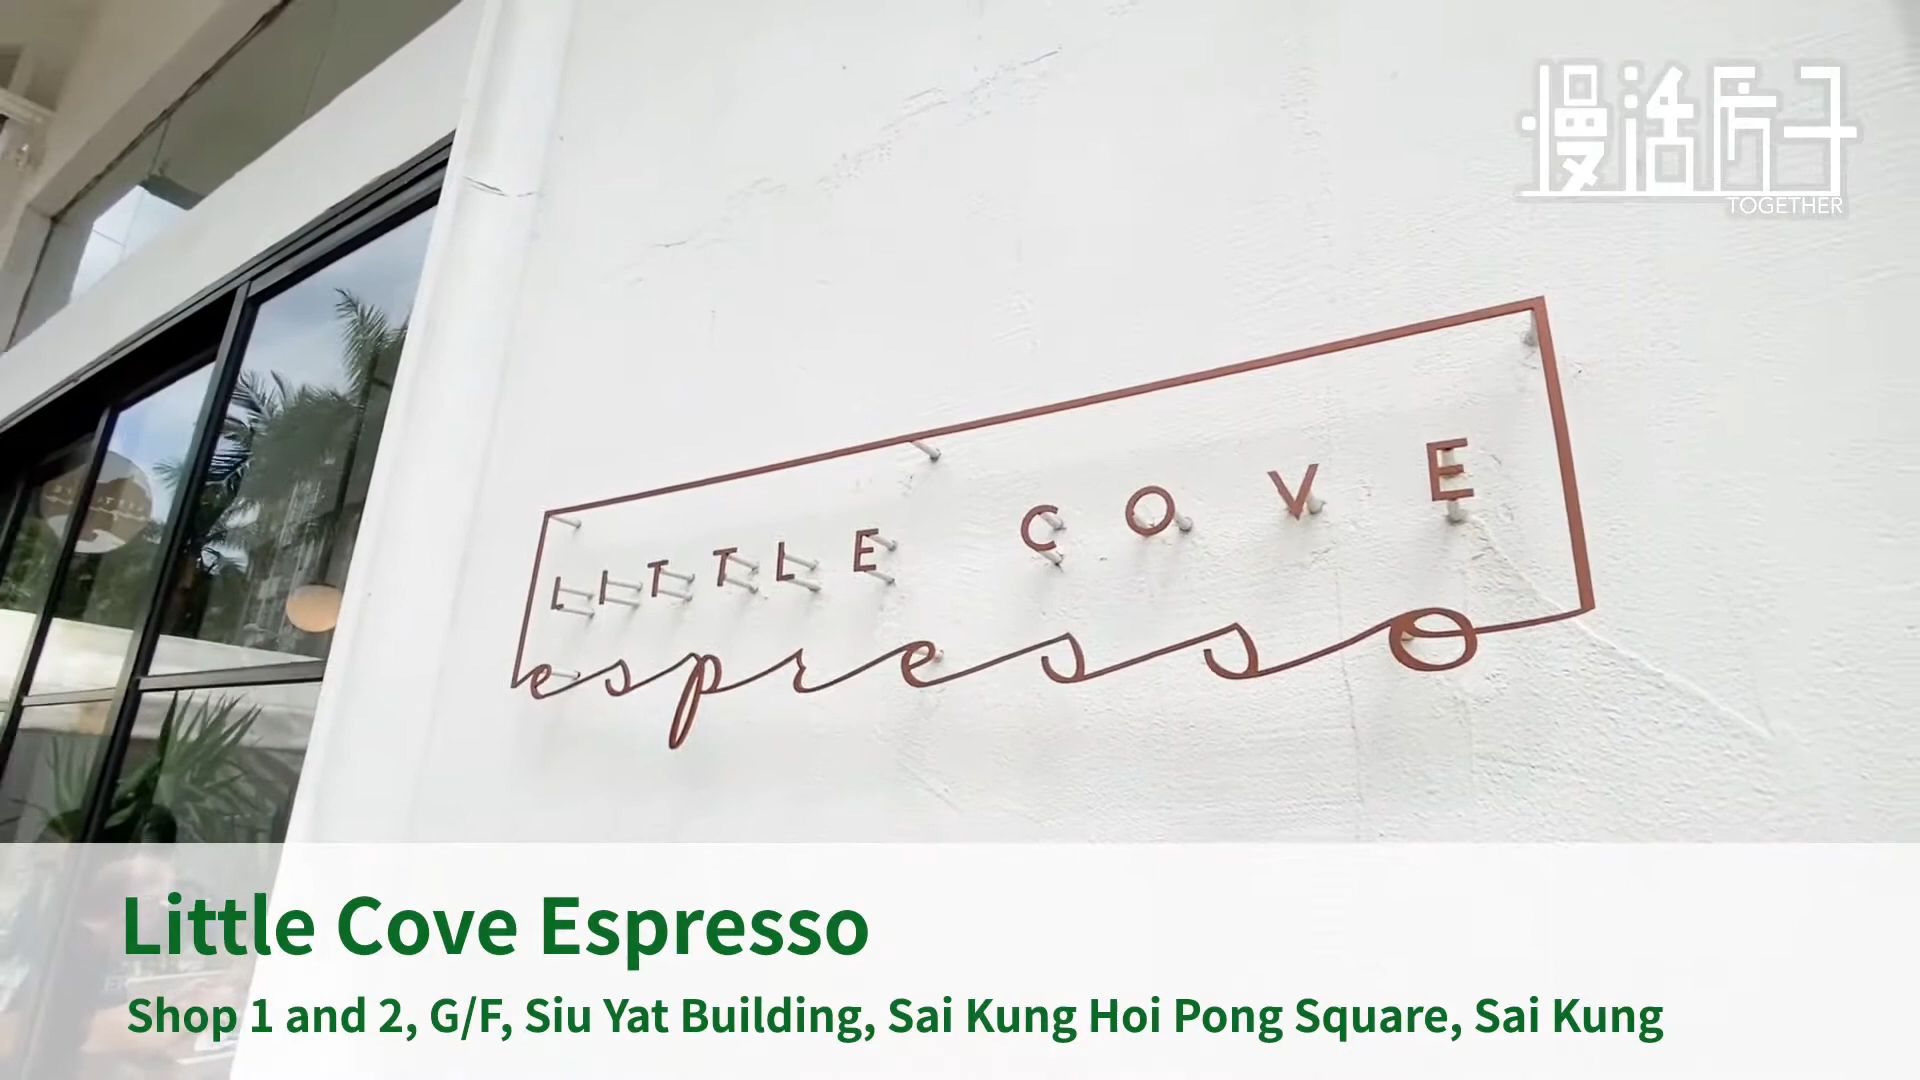 慢活房子
TOGETHER
LITTLE COVE
espresso
Little Cove Espresso
Shop 1 and 2, G/F, Siu Yat Building, Sai Kung Hoi Pong Square, Sai Kung